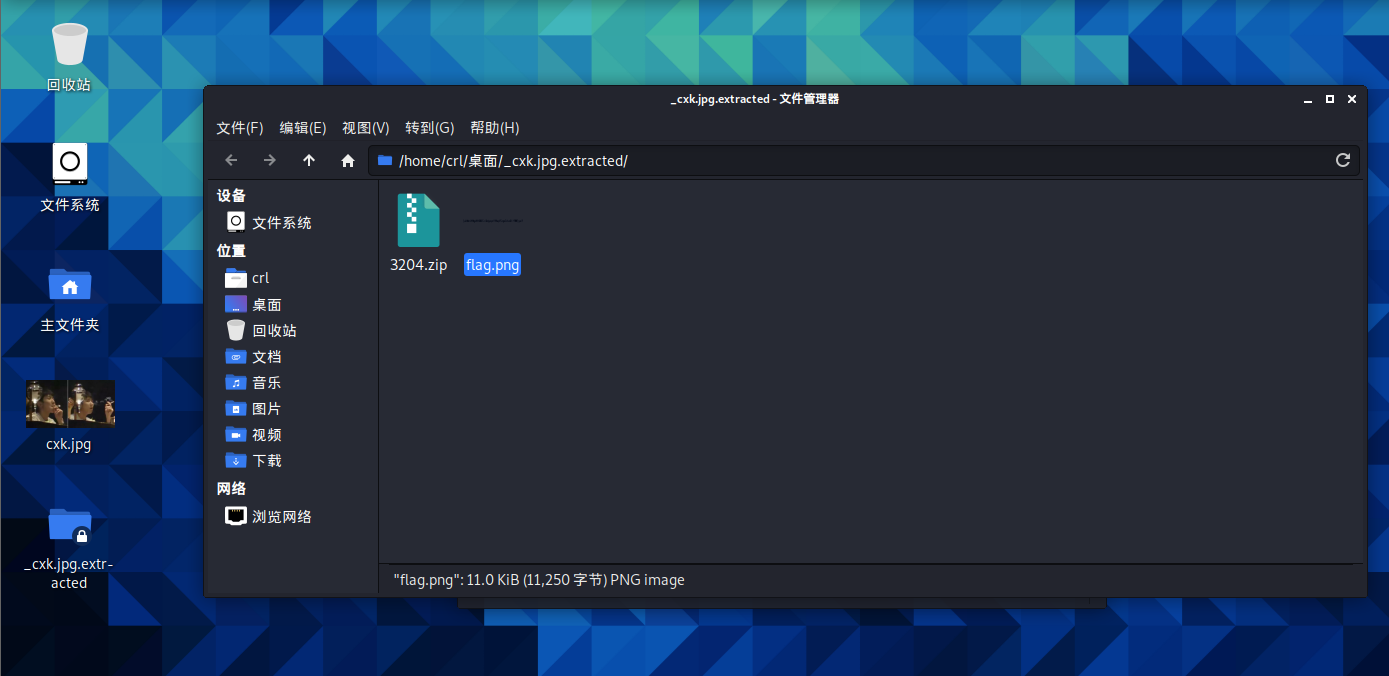 回收站
文件系统
主文件夹
cxk.jpg
_cxk.jpg.extr-
acted
_cxk.jpg.extracted - 文件管理器
文件(F) 编辑(E) 视图(V) 转到(G) 帮助(H)
/home/crl/桌面/_cxk.jpg.extracted/
设备
文件系统
位置
crl
桌面
回收站
文档
音乐
图片
视频
下载
网络
浏览网络
3204.zip
flag.png
"flag.png": 11.0 KiB (11,250 字节) PNG image